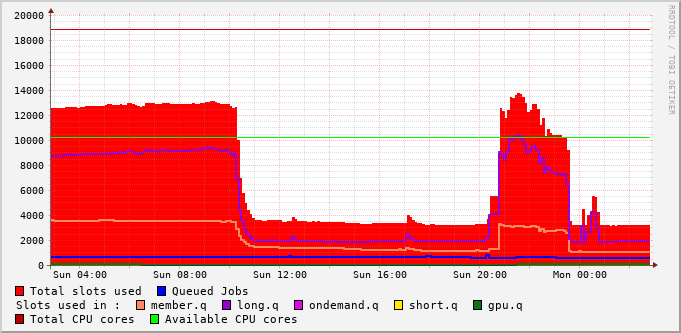 20000
18000
16000
14000
12000
10000
8000
6000
4000
2000
0
Sun 04:00 Sun 08:00 Sun 12:00 Sun 16:00 Sun 20:00 Mon 00:00
Total slots used Queued Jobs
Slots used in : member.q long.q ondemand.q short.q gpu.q
Total CPU cores Available CPU cores
RRDTOOL / TOBI OETIKER